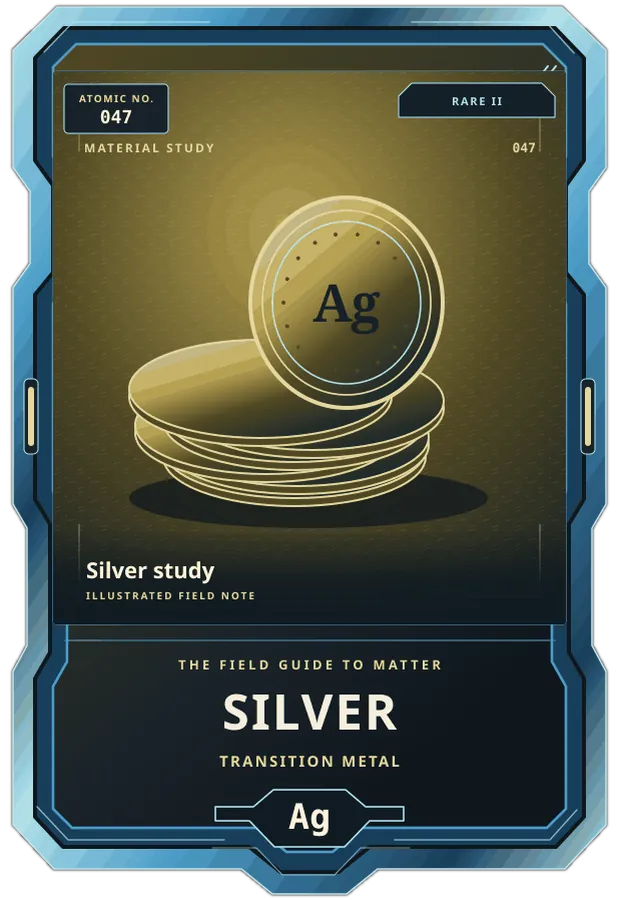 ATOMIC NO.
047
RARE II
MATERIAL STUDY
047
Ag
Silver study
ILLUSTRATED FIELD NOTE
THE FIELD GUIDE TO MATTER
SILVER
TRANSITION METAL
Ag